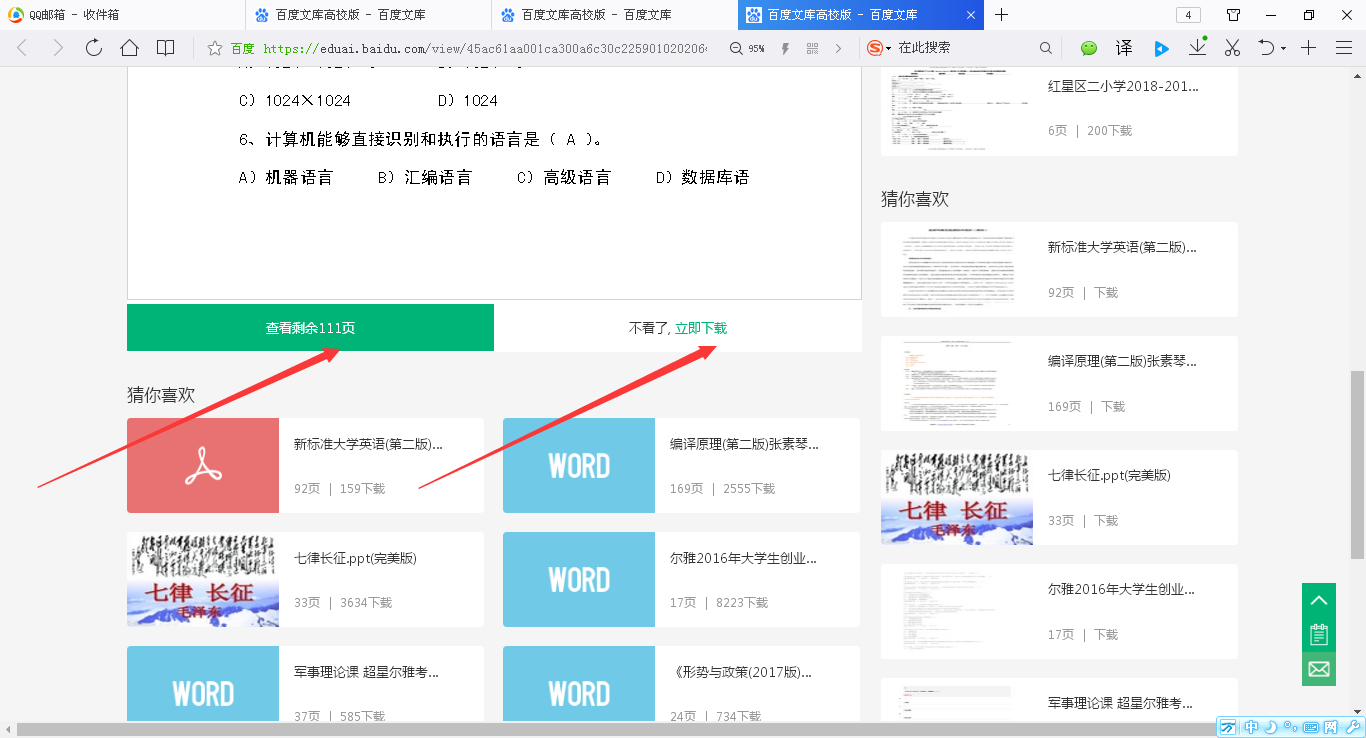 QQ邮箱 - 收件箱
百度文库高校版 - 百度文库
百度文库高校版 - 百度文库
百度文库高校版 - 百度文库
4
百度 https://eduai.baidu.com/view/45ac61aa001ca300a6c30c22590102020
95%
在此搜索
译
C）1024×1024 D）1024
6、计算机能够直接识别和执行的语言是（ A ）。
A）机器语言 B）汇编语言 C）高级语言 D）数据库语
查看剩余111页
不看了, 立即下载
猜你喜欢
新标准大学英语(第二版)...
92页 | 159下载
WORD
编译原理(第二版)张素琴...
169页 | 2555下载
七律 长征
毛泽东
七律长征.ppt(完美版)
33页 | 3634下载
WORD
尔雅2016年大学生创业...
17页 | 8223下载
WORD
军事理论课 超星尔雅考...
37页 | 585下载
WORD
《形势与政策(2017版)...
24页 | 734下载
红星区二小学2018-201...
6页 | 200下载
猜你喜欢
新标准大学英语(第二版)...
92页 | 下载
编译原理(第二版)张素琴...
169页 | 下载
七律 长征
毛泽东
七律长征.ppt(完美版)
33页 | 下载
尔雅2016年大学生创业...
17页 | 下载
军事理论课 超星尔雅考...
中